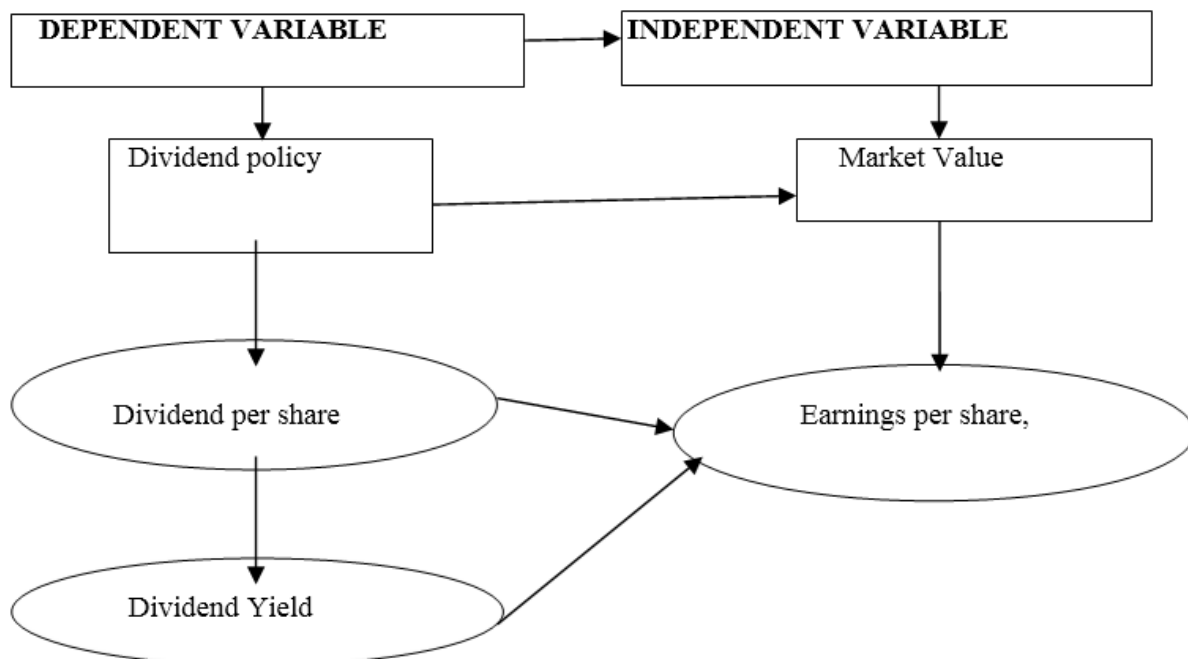 DEPENDENT VARIABLE
INDEPENDENT VARIABLE
Dividend policy
Market Value
Dividend per share
Earnings per share,
Dividend Yield